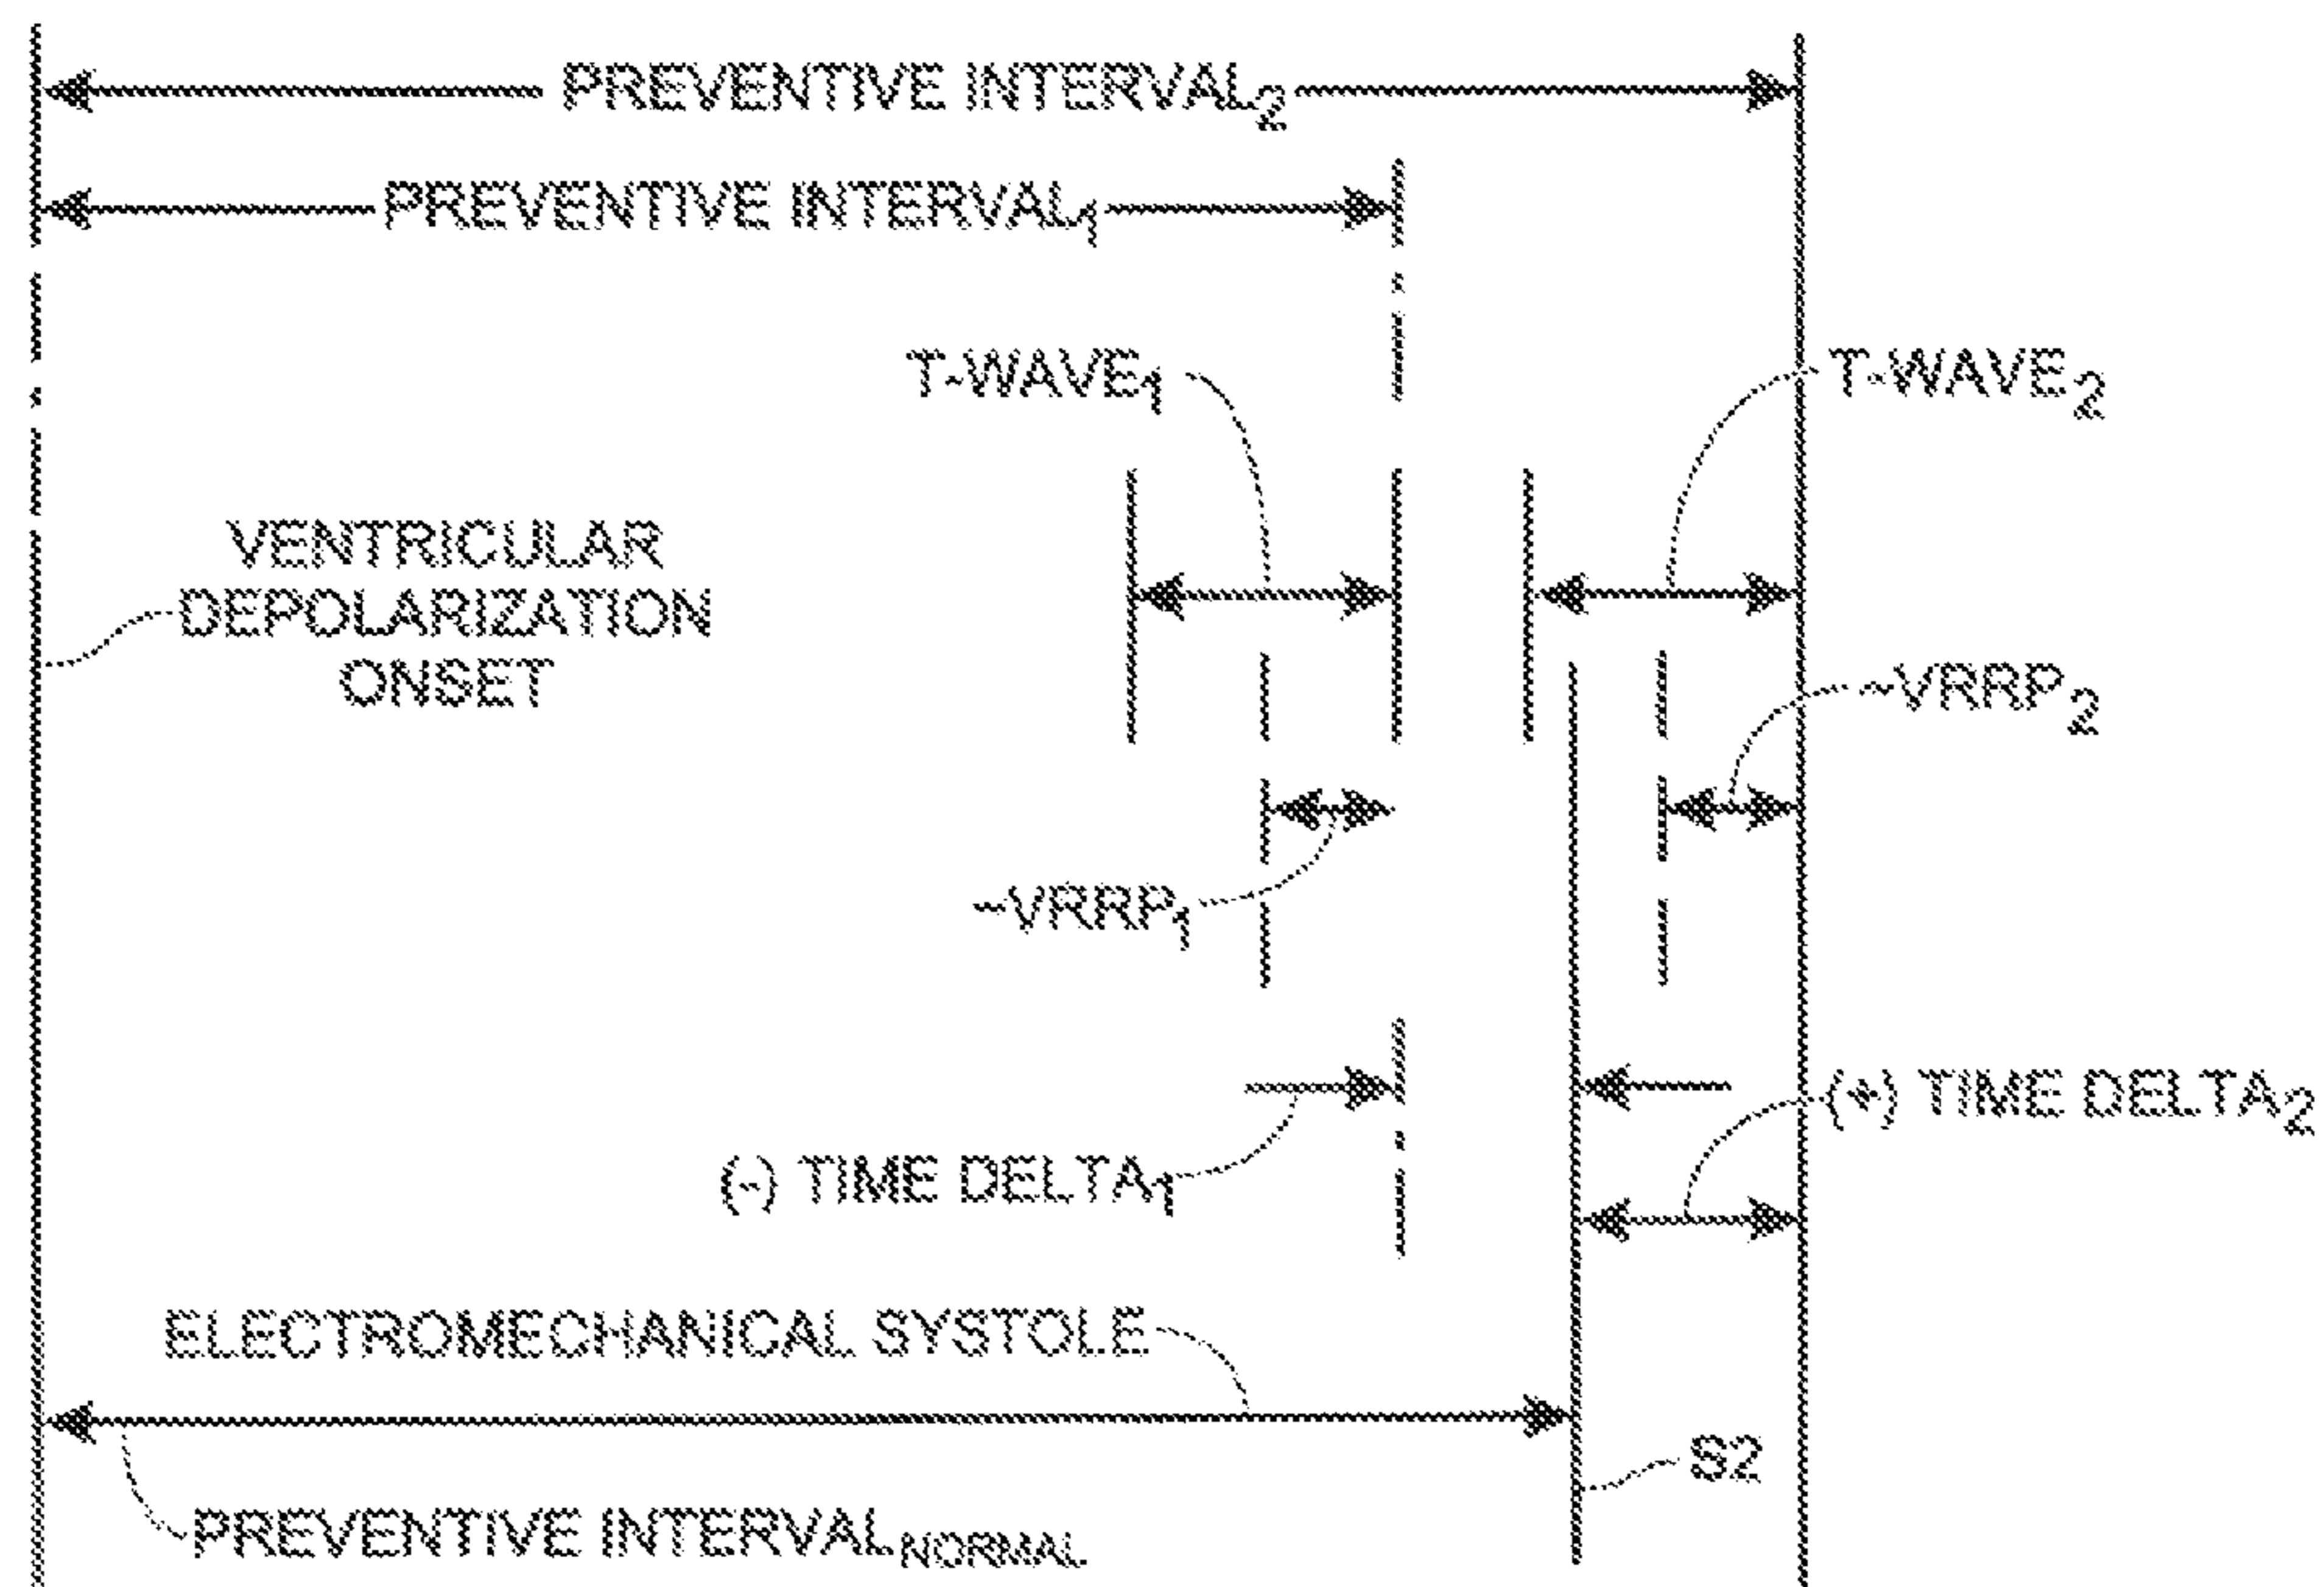 PREVENTIVE INTERVAL2
PREVENTIVE INTERVAL1
T-WAVE1
T-WAVE2
VENTRICULAR
DEPOLARIZATION
ONSET
~VRRP2
~VRRP1
(+) TIME DELTA2
(-) TIME DELTA1
ELECTROMECHANICAL SYSTOLE
S2
PREVENTIVE INTERVALNORMAL